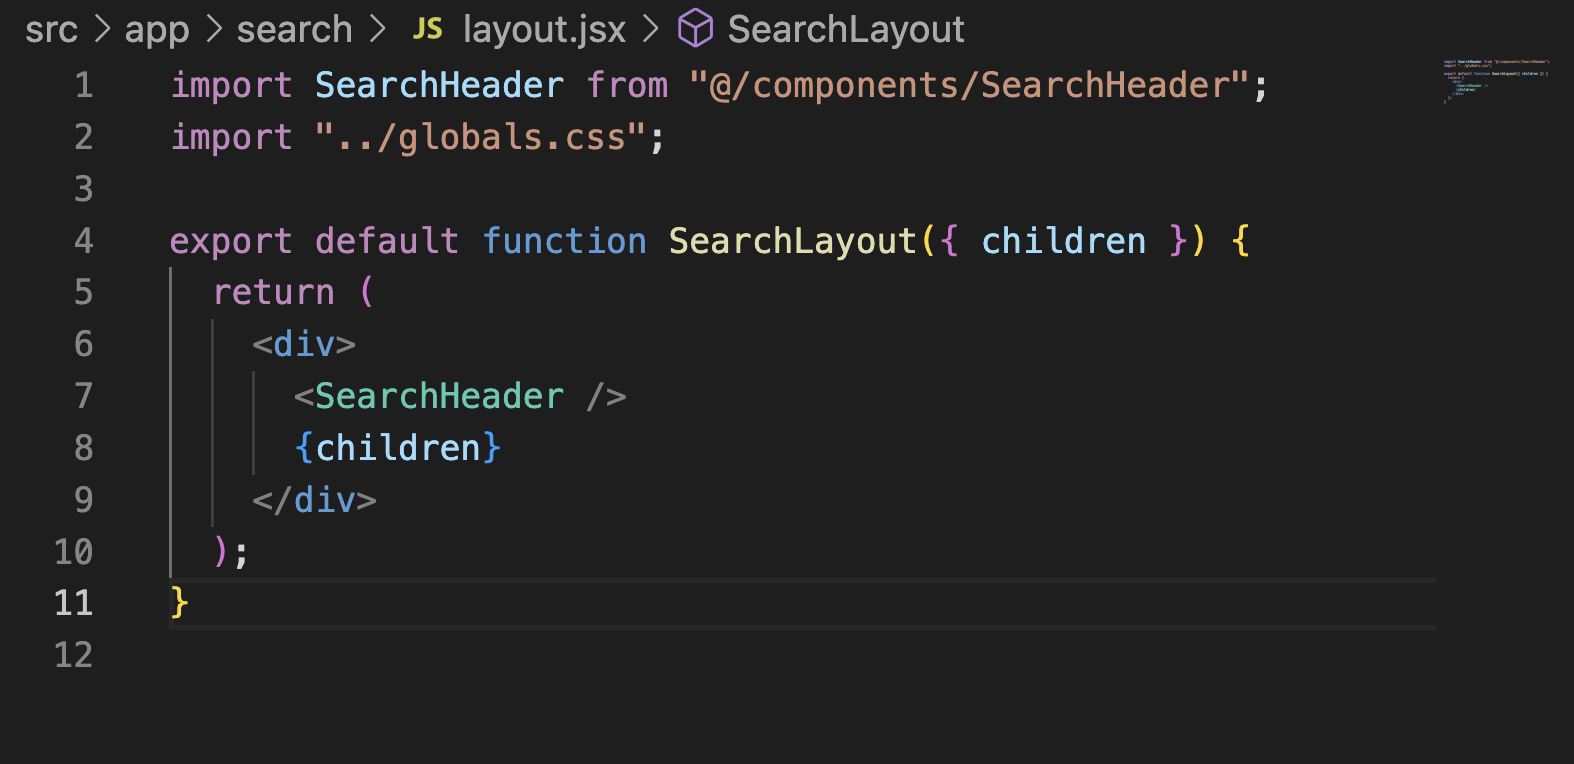 src > app > search > JS layout.jsx > SearchLayout
1 import SearchHeader from "@/components/SearchHeader";
2 import "../globals.css";
3
4 export default function SearchLayout({ children }) {
5   return (
6     <div>
7       <SearchHeader />
8       {children}
9     </div>
10   );
11 }
12